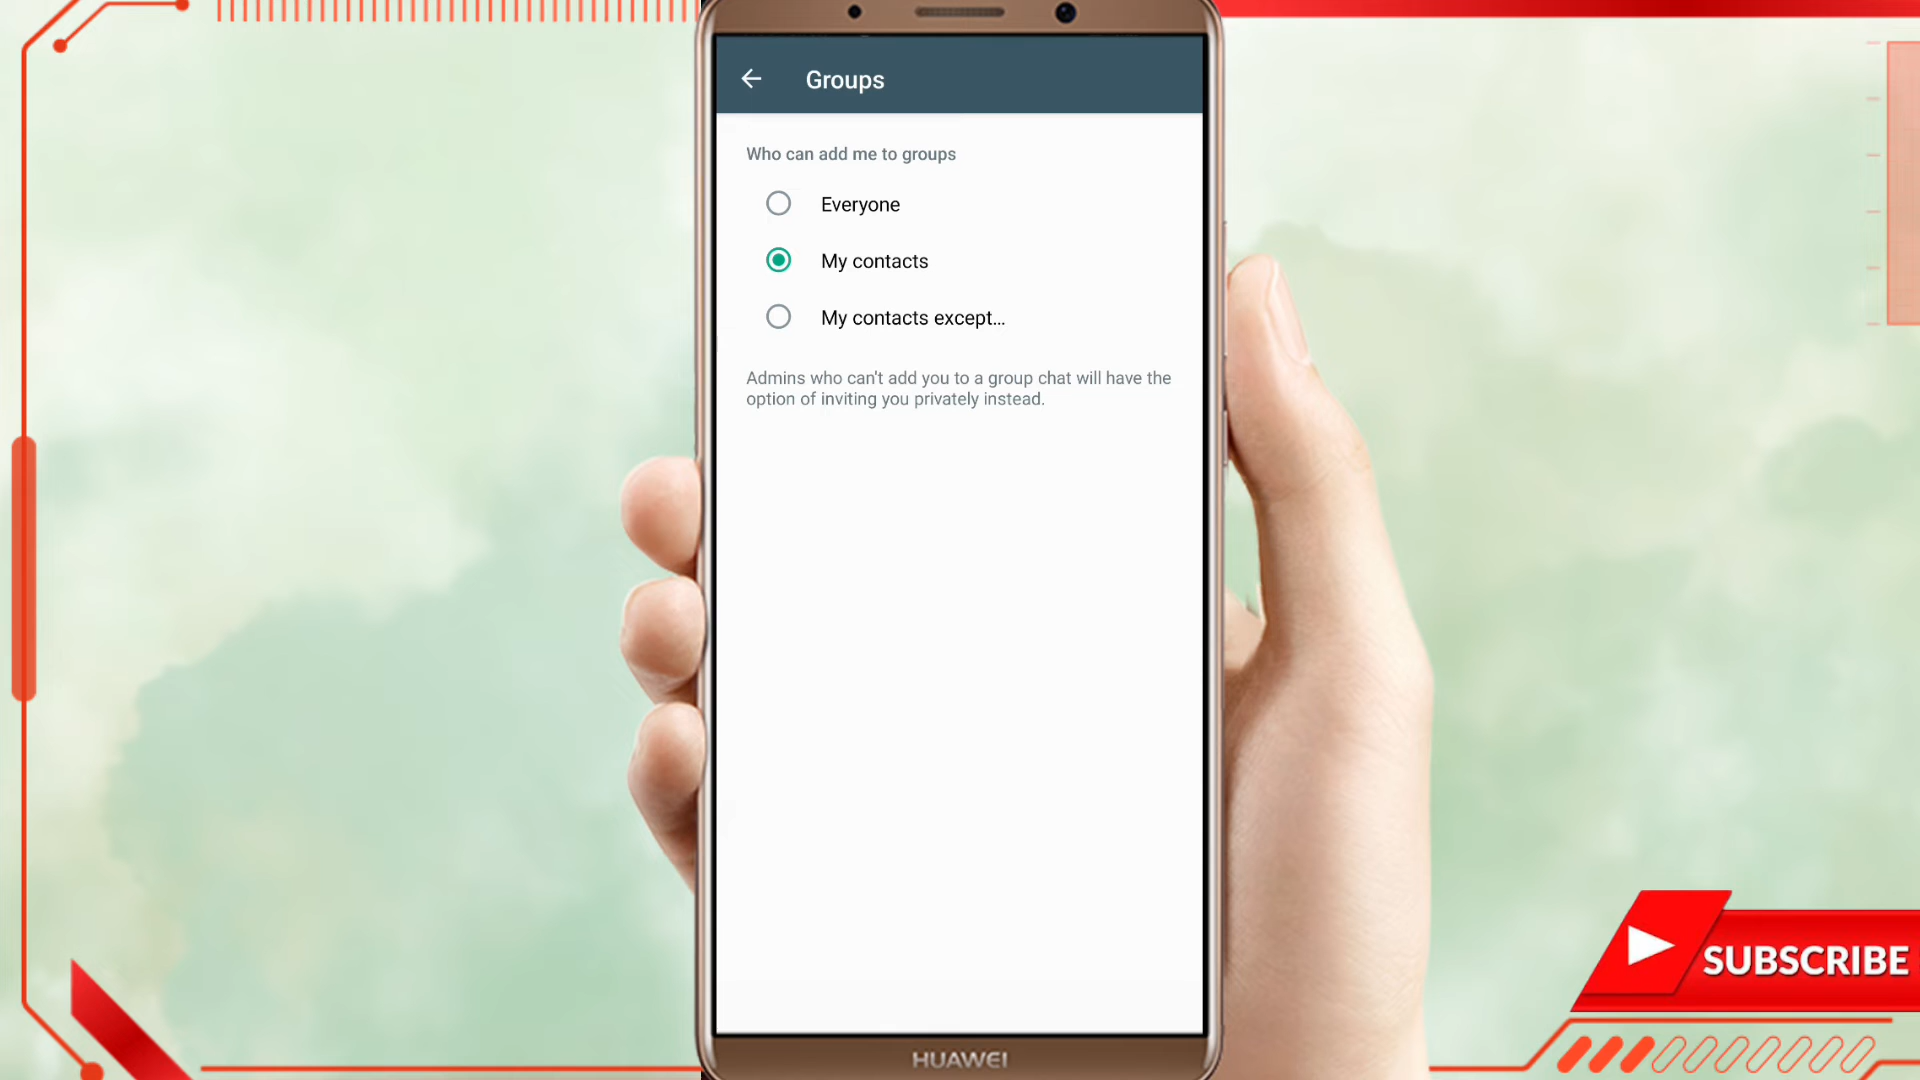 Groups
Who can add me to groups
Everyone
My contacts
My contacts except...
Admins who can't add you to a group chat will have the
option of inviting you privately instead.
SUBSCRIBE
HUAWEI